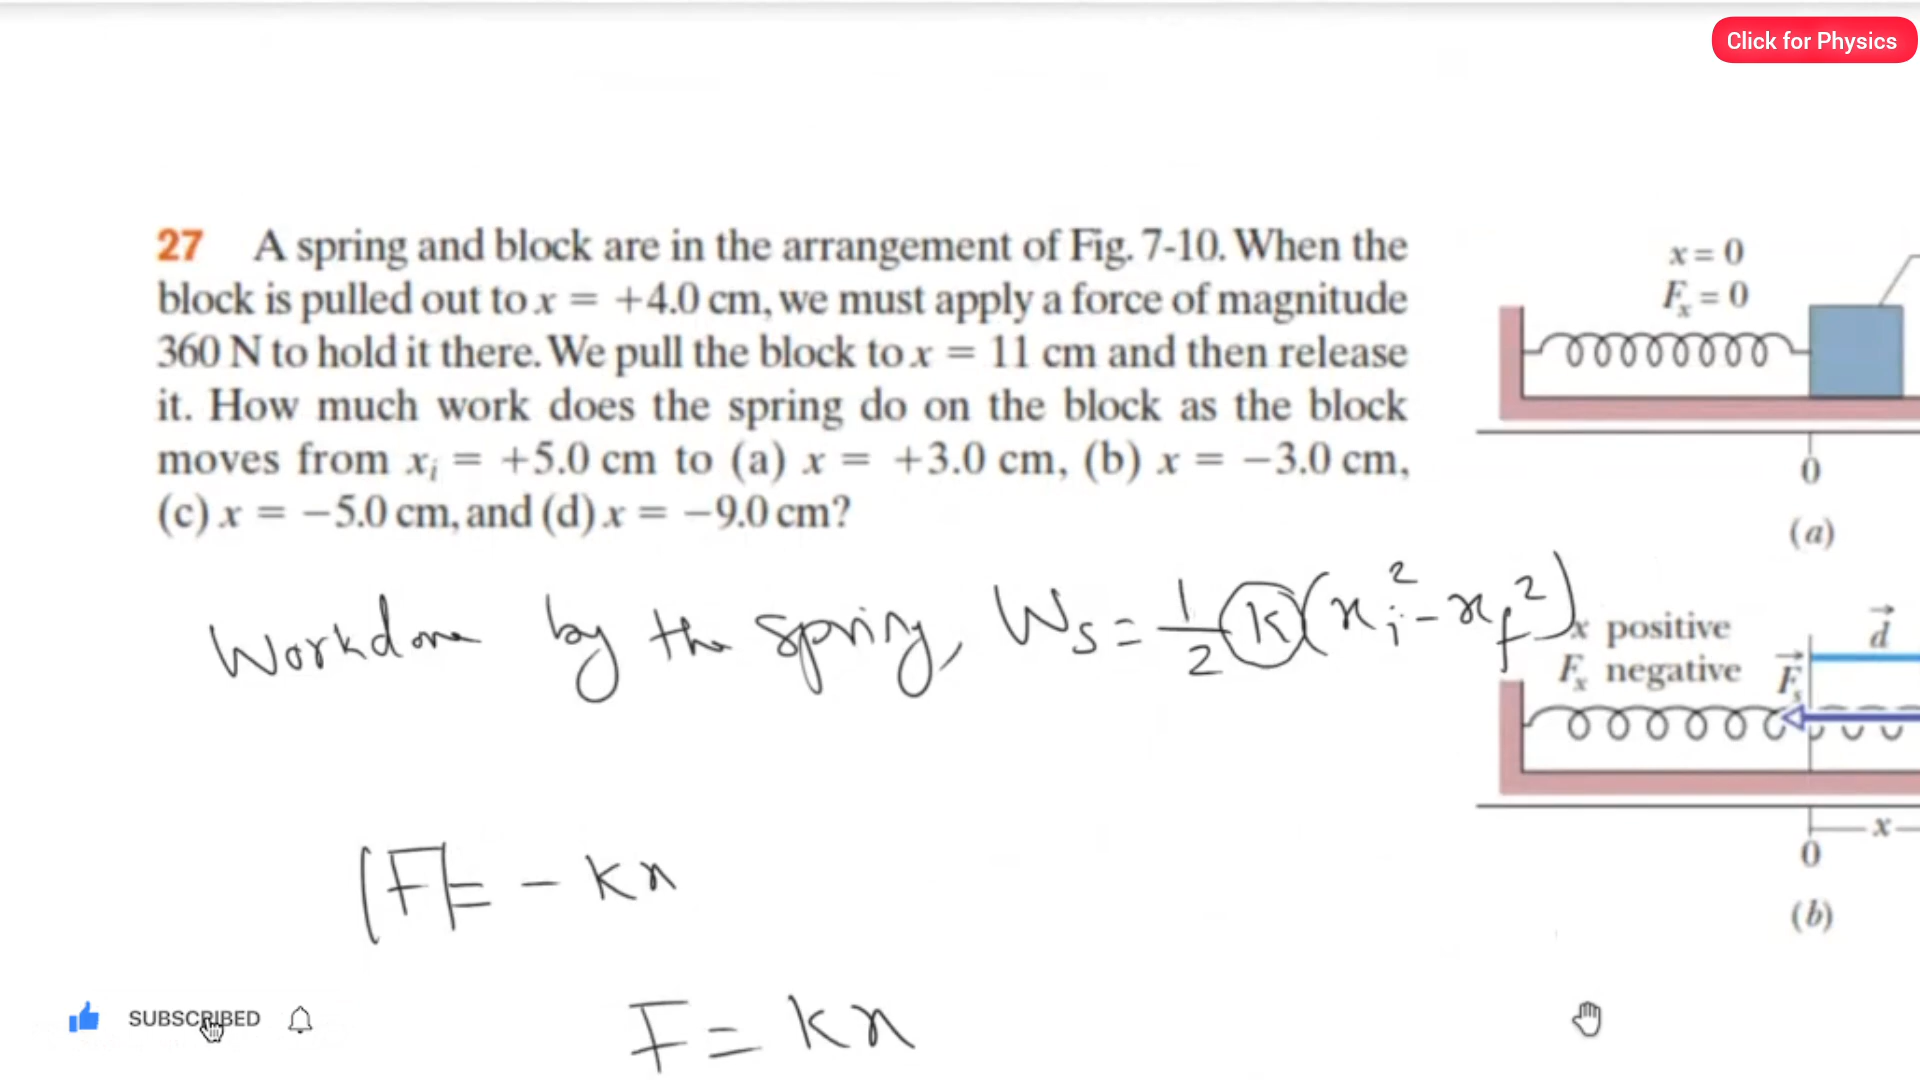 Click for Physics
27 A spring and block are in the arrangement of Fig. 7-10. When the
block is pulled out to x = +4.0 cm, we must apply a force of magnitude
360 N to hold it there. We pull the block to x = 11 cm and then release
it. How much work does the spring do on the block as the block
moves from xᵢ = +5.0 cm to (a) x = +3.0 cm, (b) x = −3.0 cm,
(c) x = −5.0 cm, and (d) x = −9.0 cm?
x = 0
Fₓ = 0
0
(a)
Workdone by the spring, Wₛ = 1/2 k (xᵢ² - x_f²)
x positive
Fₓ negative
F⃗ₛ
d⃗
x
0
(b)
|F| = - kx
F = kx
SUBSCRIBED